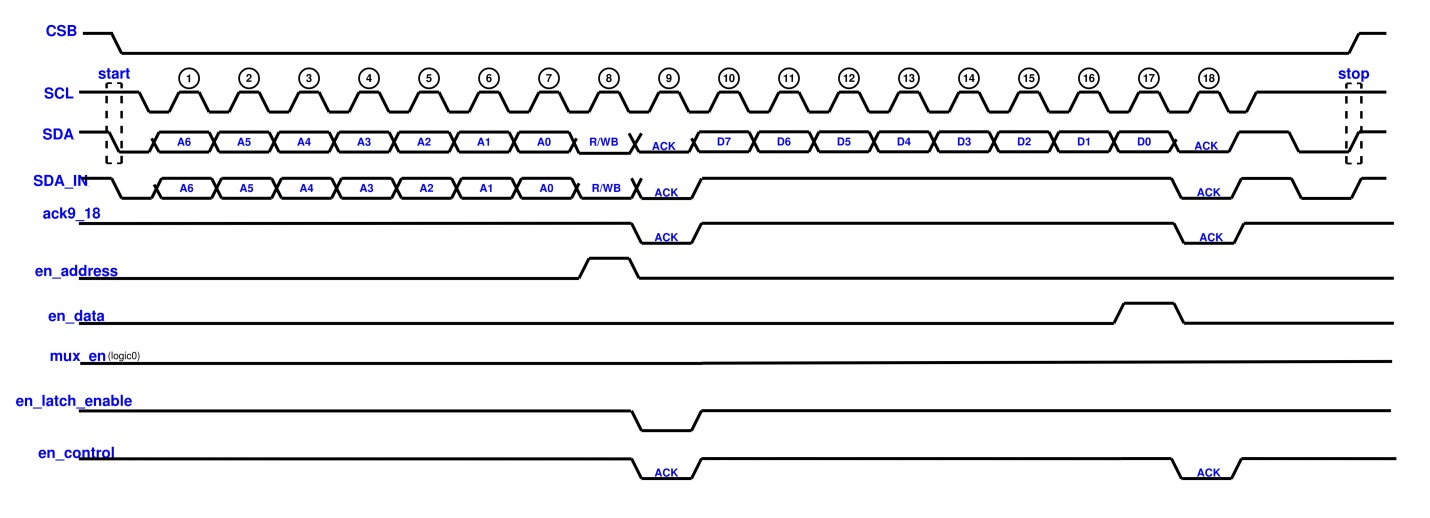 CSB
start 1 2 3 4 5 6 7 8 9 10 11 12 13 14 15 16 17 18 stop
SCL
SDA A6 A5 A4 A3 A2 A1 A0 R/WB ACK D7 D6 D5 D4 D3 D2 D1 D0 ACK
SDA_IN A6 A5 A4 A3 A2 A1 A0 R/WB ACK ACK
ack9_18 ACK ACK
en_address
en_data
mux_en (logic0)
en_latch_enable
en_control ACK ACK